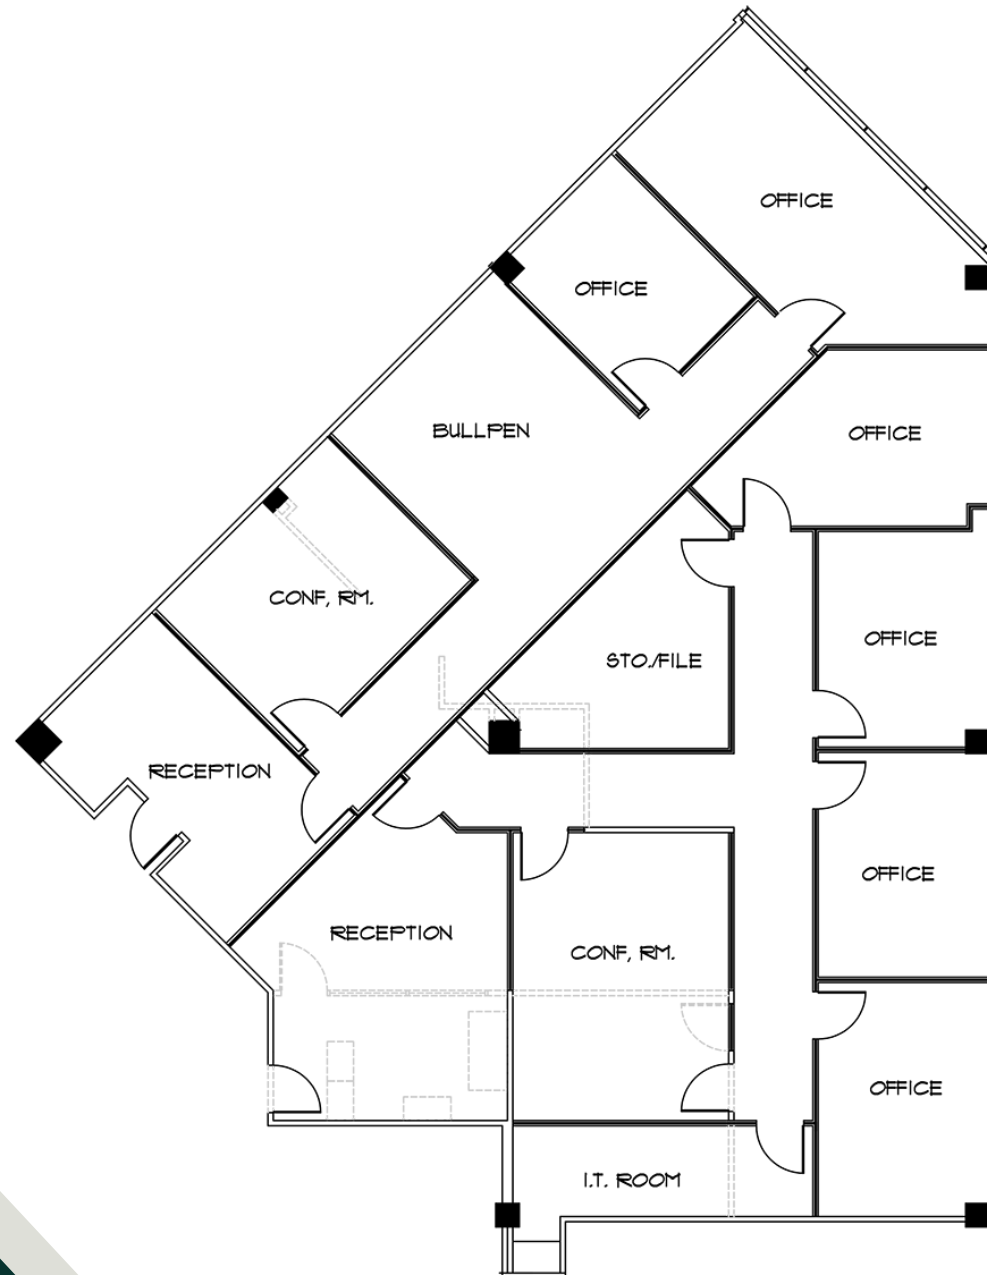 OFFICE
OFFICE
BULLPEN
OFFICE
CONF, RM.
OFFICE
STO./FILE
RECEPTION
OFFICE
RECEPTION
CONF, RM.
OFFICE
I.T. ROOM